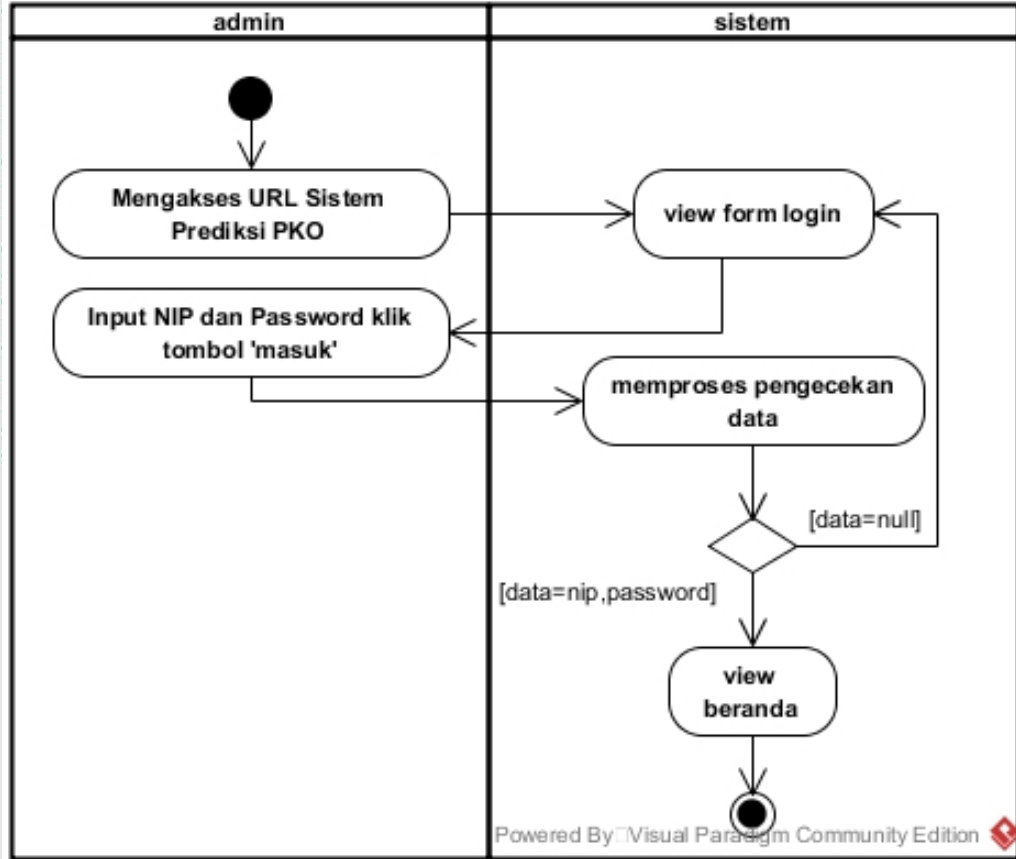 admin
sistem
Mengakses URL Sistem
Prediksi PKO
view form login
Input NIP dan Password klik
tombol 'masuk'
memproses pengecekan
data
[data=null]
[data=nip,password]
view
beranda
Powered By Visual Paradigm Community Edition